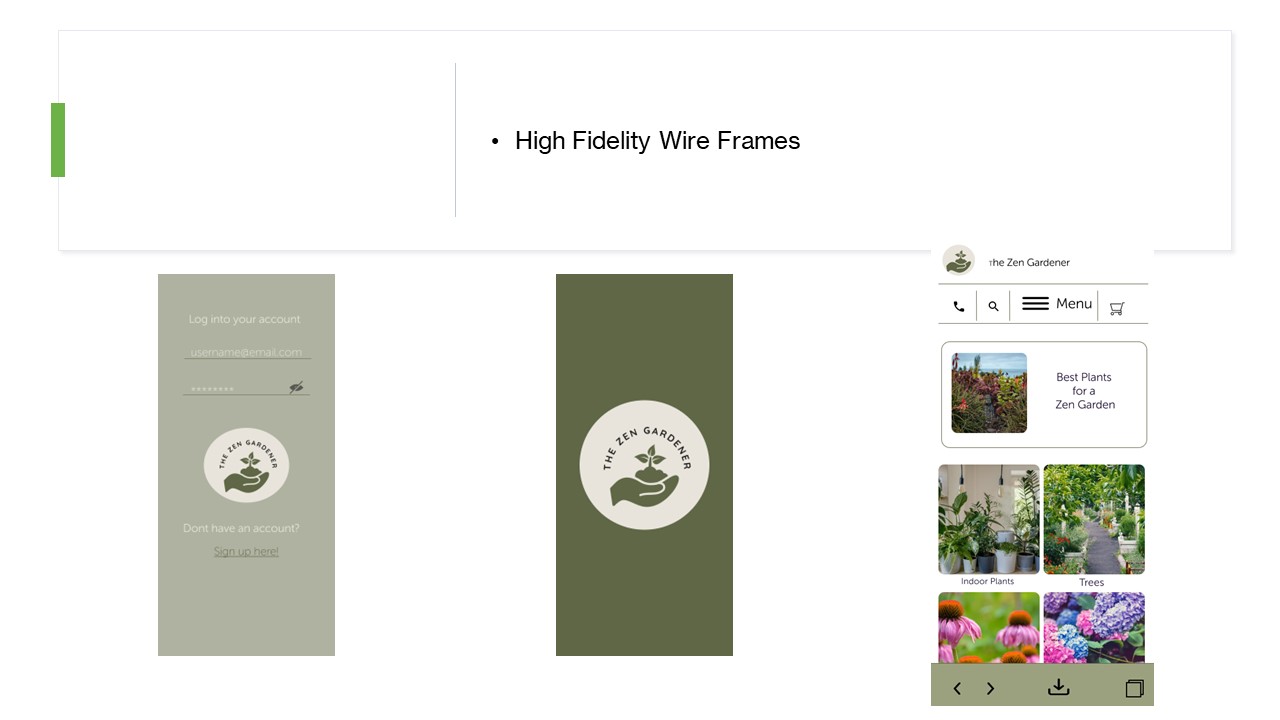 • High Fidelity Wire Frames
Log into your account
username@email.com
********
THE ZEN GARDENER
Dont have an account?
Sign up here!
THE ZEN GARDENER
The Zen Gardener
Menu
Best Plants
for a
Zen Garden
Indoor Plants
Trees